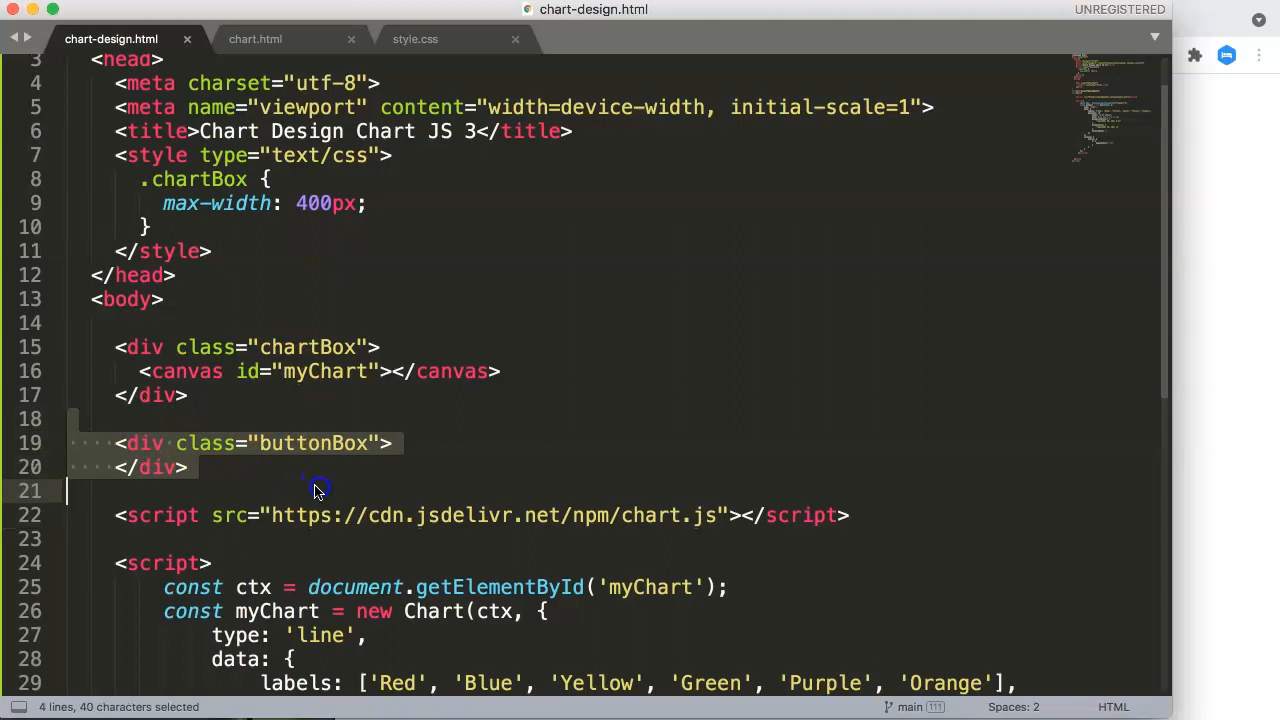 chart-design.html
UNREGISTERED
chart-design.html
chart.html
style.css
3 <head>
4 <meta charset="utf-8">
5 <meta name="viewport" content="width=device-width, initial-scale=1">
6 <title>Chart Design Chart JS 3</title>
7 <style type="text/css">
8 .chartBox {
9 max-width: 400px;
10 }
11 </style>
12 </head>
13 <body>
14
15 <div class="chartBox">
16 <canvas id="myChart"></canvas>
17 </div>
18
19 <div class="buttonBox">
20 </div>
21
22 <script src="https://cdn.jsdelivr.net/npm/chart.js"></script>
23
24 <script>
25 const ctx = document.getElementById('myChart');
26 const myChart = new Chart(ctx, {
27 type: 'line',
28 data: {
29 labels: ['Red', 'Blue', 'Yellow', 'Green', 'Purple', 'Orange'],
4 lines, 40 characters selected
main 111
Spaces: 2
HTML